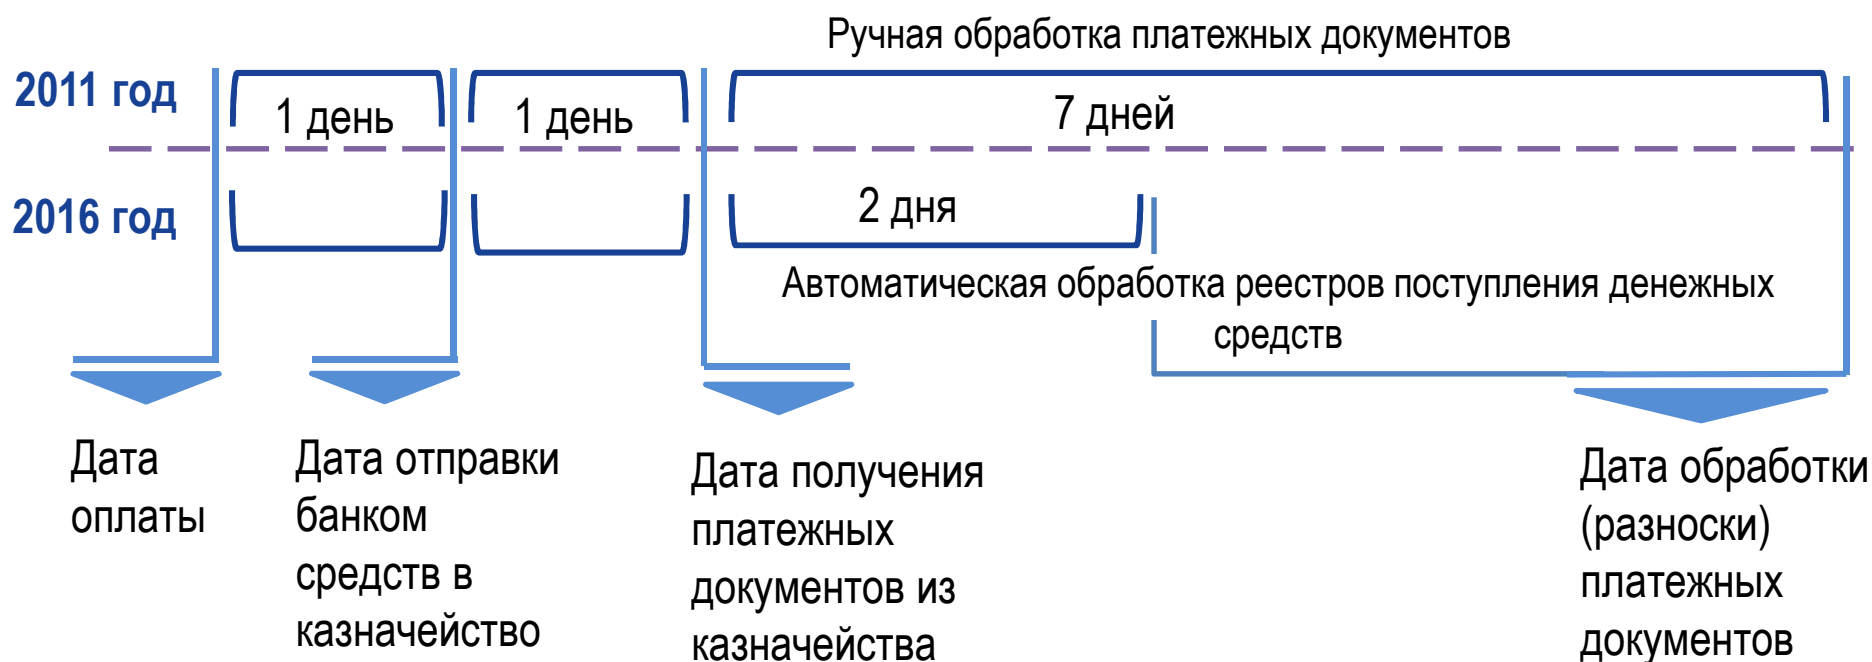 Ручная обработка платежных документов
2011 год
1 день
1 день
7 дней
2016 год
2 дня
Автоматическая обработка реестров поступления денежных
средств
Дата
оплаты
Дата отправки
банком
средств в
казначейство
Дата получения
платежных
документов из
казначейства
Дата обработки
(разноски)
платежных
документов